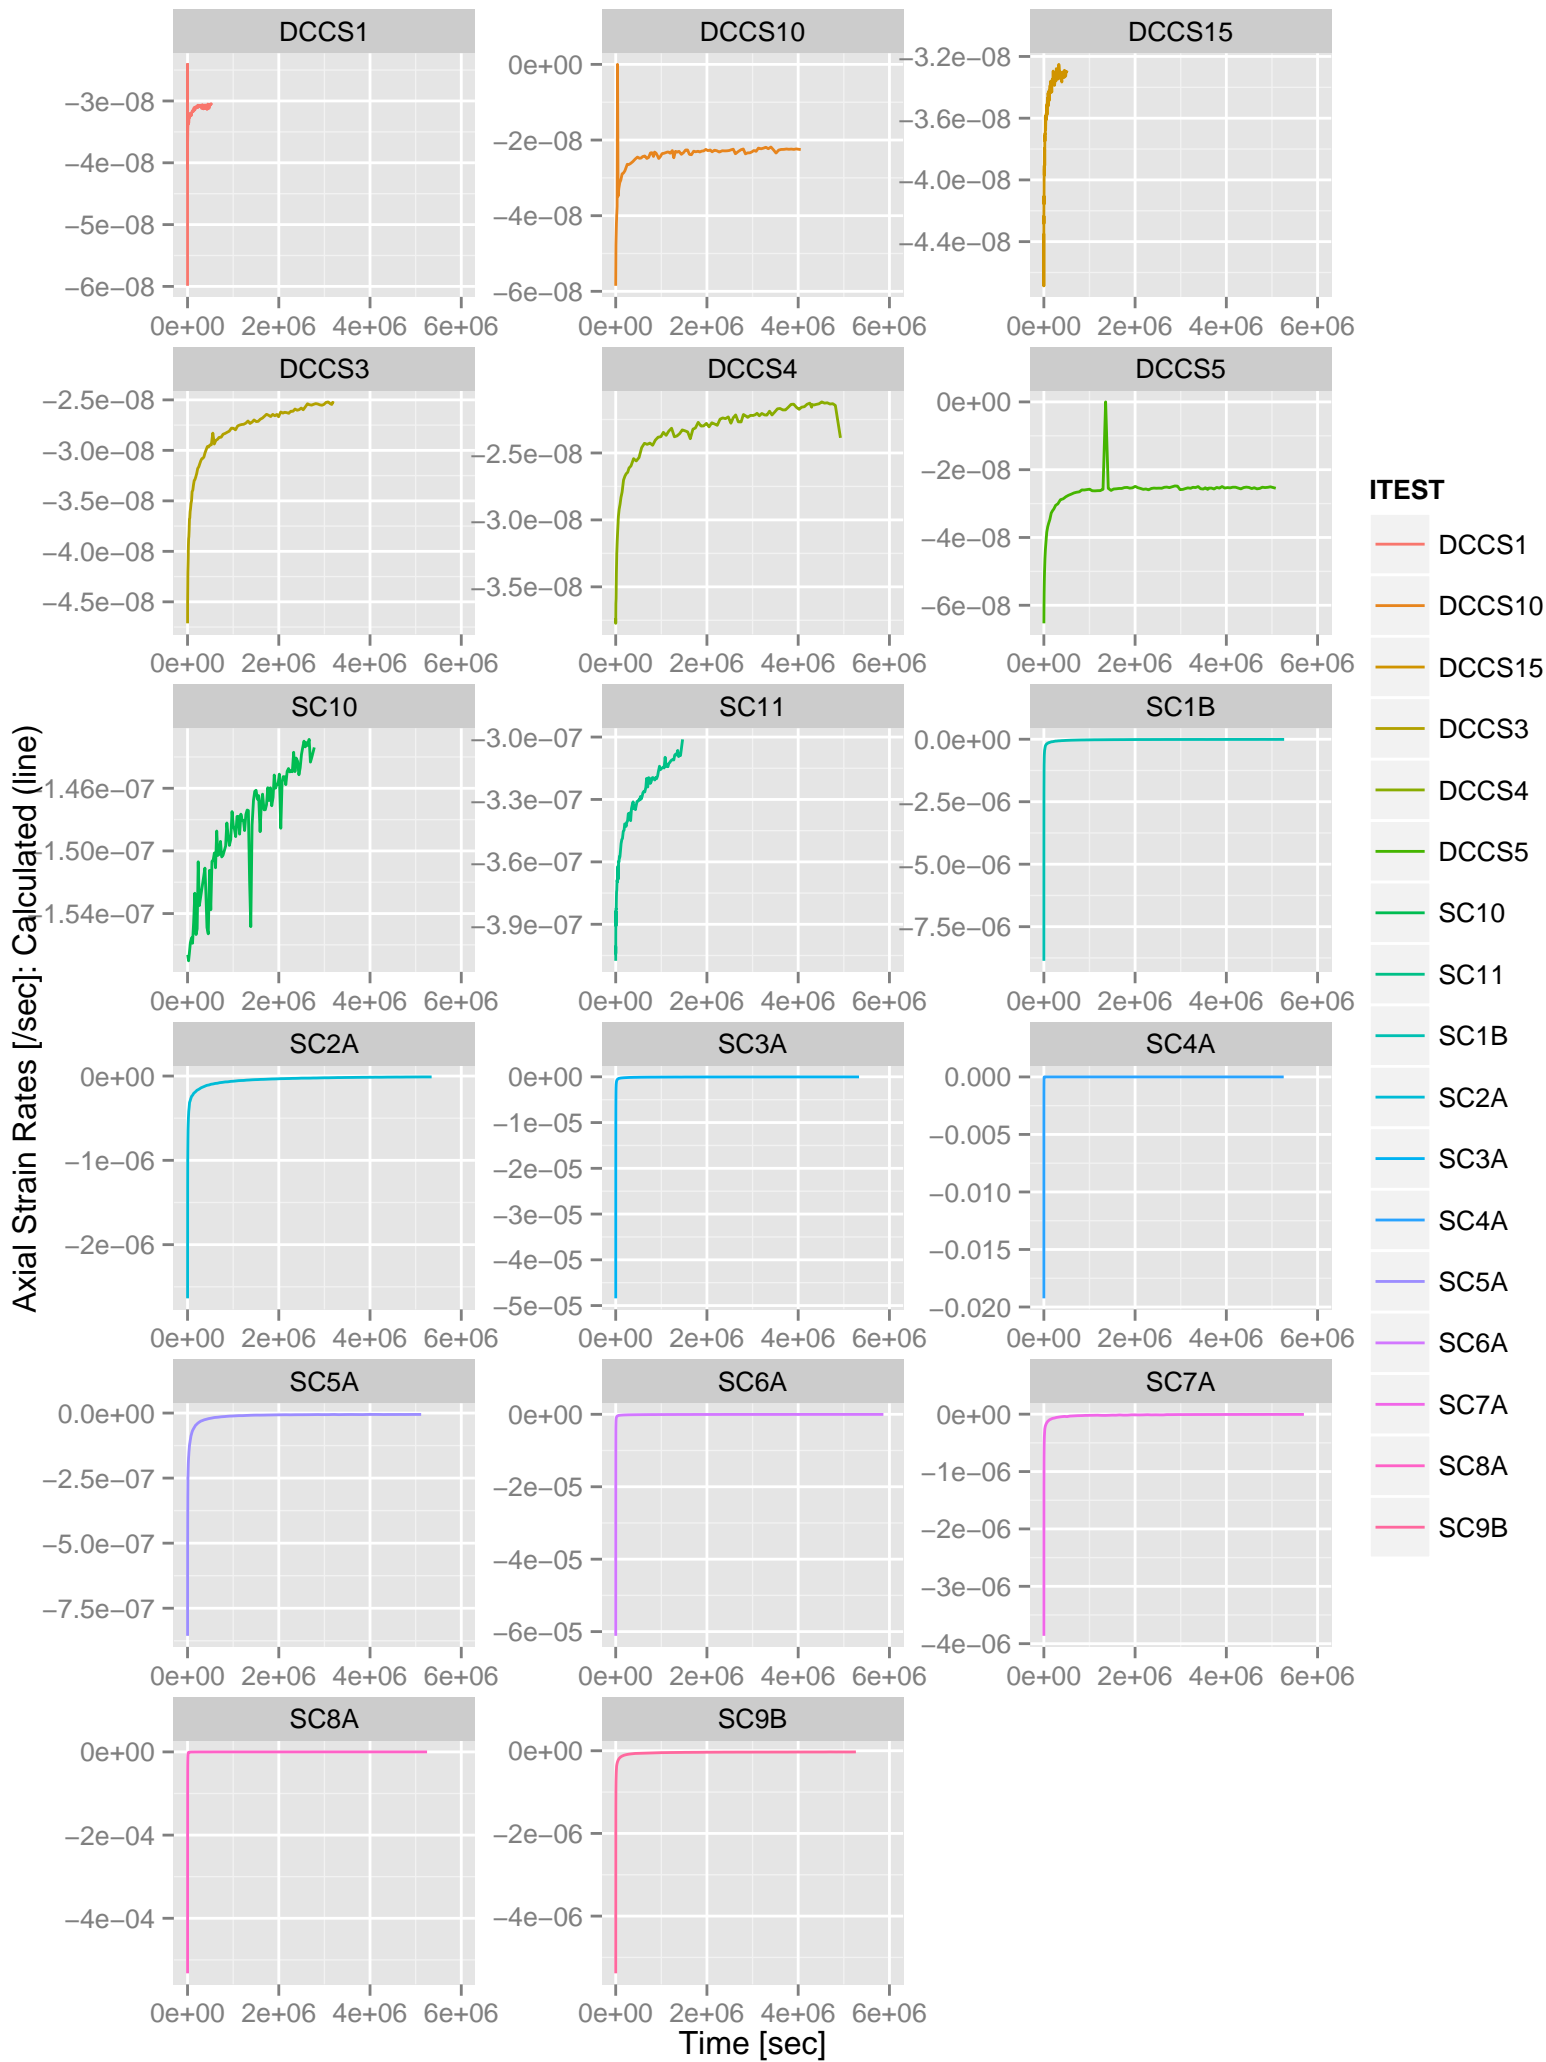 DCCS1 DCCS10 DCCS15
−3e−08
−4e−08
−5e−08
−6e−08
0e+00
−2e−08
−4e−08
−6e−08
−3.2e−08
−3.6e−08
−4.0e−08
−4.4e−08
0e+00 2e+06 4e+06 6e+06 0e+00 2e+06 4e+06 6e+06 0e+00 2e+06 4e+06 6e+06
DCCS3 DCCS4 DCCS5
−2.5e−08
−3.0e−08
−3.5e−08
−4.0e−08
−4.5e−08
−2.5e−08
−3.0e−08
−3.5e−08
0e+00
−2e−08
−4e−08
−6e−08
0e+00 2e+06 4e+06 6e+06 0e+00 2e+06 4e+06 6e+06 0e+00 2e+06 4e+06 6e+06
SC10 SC11 SC1B
−1.46e−07
−1.50e−07
−1.54e−07
−3.0e−07
−3.3e−07
−3.6e−07
−3.9e−07
0.0e+00
−2.5e−06
−5.0e−06
−7.5e−06
0e+00 2e+06 4e+06 6e+06 0e+00 2e+06 4e+06 6e+06 0e+00 2e+06 4e+06 6e+06
SC2A SC3A SC4A
0e+00
−1e−06
−2e−06
0e+00
−1e−05
−2e−05
−3e−05
−4e−05
−5e−05
0.000
−0.005
−0.010
−0.015
−0.020
0e+00 2e+06 4e+06 6e+06 0e+00 2e+06 4e+06 6e+06 0e+00 2e+06 4e+06 6e+06
SC5A SC6A SC7A
0.0e+00
−2.5e−07
−5.0e−07
−7.5e−07
0e+00
−2e−05
−4e−05
−6e−05
0e+00
−1e−06
−2e−06
−3e−06
−4e−06
0e+00 2e+06 4e+06 6e+06 0e+00 2e+06 4e+06 6e+06 0e+00 2e+06 4e+06 6e+06
SC8A SC9B
0e+00
−2e−04
−4e−04
0e+00
−2e−06
−4e−06
0e+00 2e+06 4e+06 6e+06 0e+00 2e+06 4e+06 6e+06
Time [sec]
Axial Strain Rates [/sec]: Calculated (line)
ITEST
DCCS1
DCCS10
DCCS15
DCCS3
DCCS4
DCCS5
SC10
SC11
SC1B
SC2A
SC3A
SC4A
SC5A
SC6A
SC7A
SC8A
SC9B